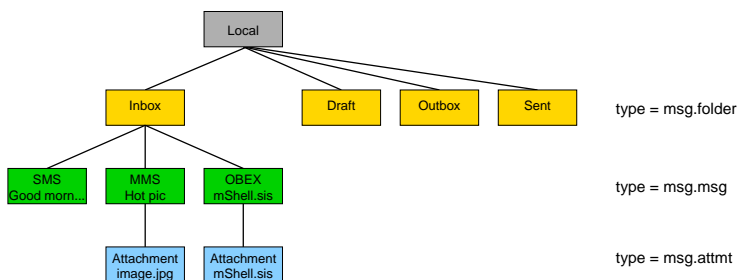 Local
Inbox
Draft
Outbox
Sent
type = msg.folder
SMS
Good morn...
MMS
Hot pic
OBEX
mShell.sis
type = msg.msg
Attachment
image.jpg
Attachment
mShell.sis
type = msg.attmt